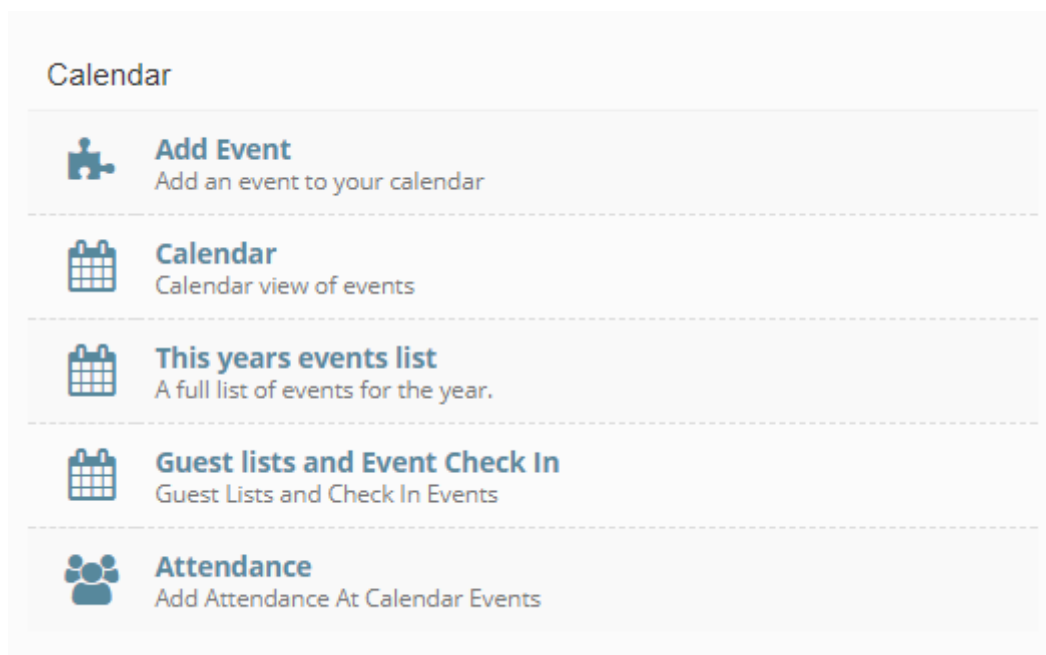 Calendar
Add Event
Add an event to your calendar
Calendar
Calendar view of events
This years events list
A full list of events for the year.
Guest lists and Event Check In
Guest Lists and Check In Events
Attendance
Add Attendance At Calendar Events